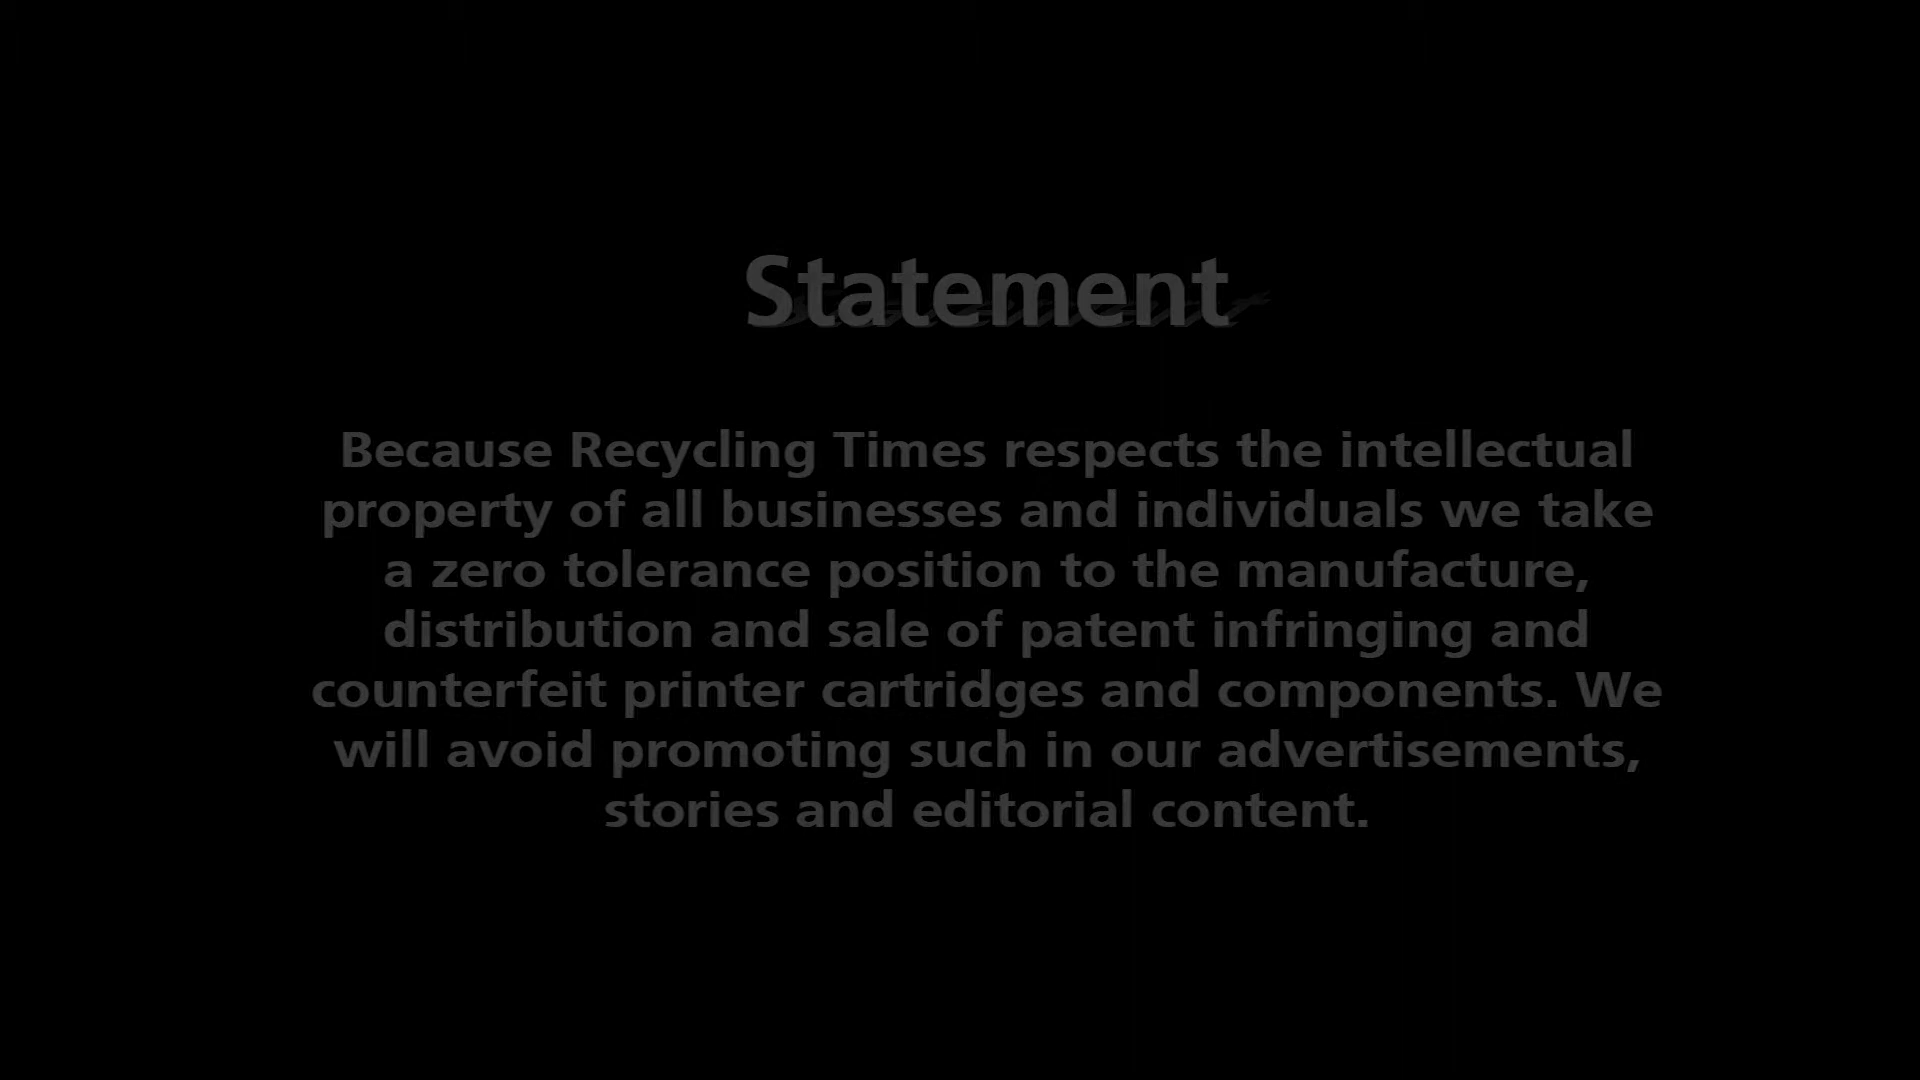 Statement
Because Recycling Times respects the intellectual
property of all businesses and individuals we take
a zero tolerance position to the manufacture,
distribution and sale of patent infringing and
counterfeit printer cartridges and components. We
will avoid promoting such in our advertisements,
stories and editorial content.